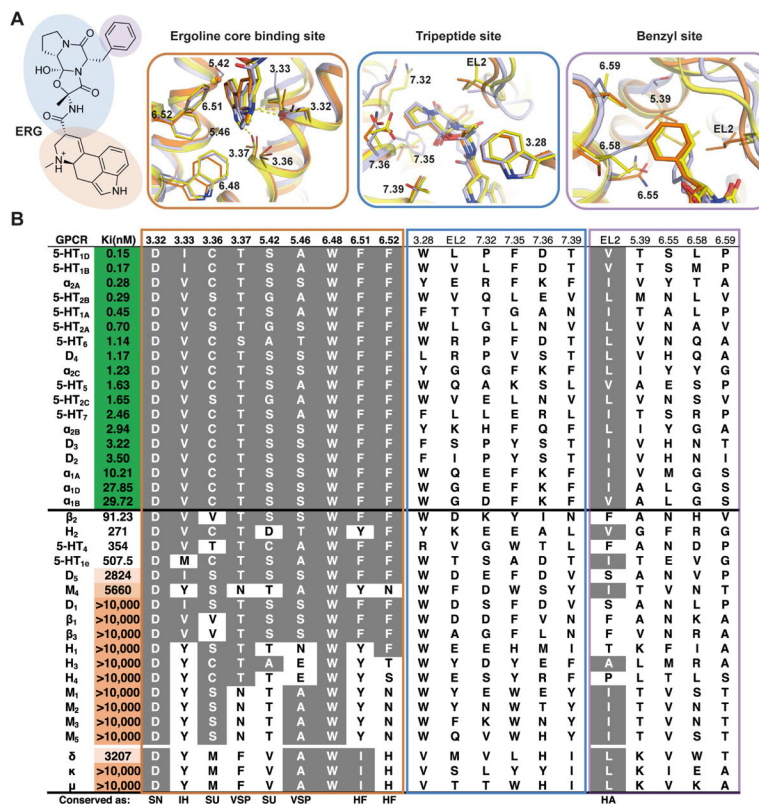 A
Ergoline core binding site
Tripeptide site
Benzyl site
O N O
N
HO
O
N
O
NH
O
ERG
N
H
+
NH
5.42
3.33
6.52
6.51
3.32
5.46
3.37
3.36
6.48
7.32
EL2
3.28
7.36
7.35
7.39
6.59
5.39
EL2
6.58
6.55
B
GPCR Ki(nM) 3.32 3.33 3.36 3.37 5.42 5.46 6.48 6.51 6.52 3.28 EL2 7.32 7.35 7.36 7.39 EL2 5.39 6.55 6.58 6.59
5-HT1D 0.15 D I C T S A W F F W L P F D T V T S L P
5-HT1B 0.17 D I C T S A W F F W V L F D T V T S M P
α2A 0.28 D V C T S S W F F Y E R F K F I V Y T A
5-HT2B 0.29 D V S T G A W F F W V Q L E V L M N L V
5-HT1A 0.45 D V C T S A W F F F T T G A N I T A L P
5-HT2A 0.70 D V S T G S W F F W L G L N V L V N A V
5-HT6 1.14 D V C S A T W F F W R P F D T L V N Q A
D4 1.17 D V C T S S W F F L R P V S T L V H Q A
α2C 1.23 D V C T S S W F F Y G G F K F L I Y Y G
5-HT5 1.63 D V C T S A W F F W Q A K S L V A E S P
5-HT2C 1.65 D V S T G A W F F W V E L N V L V N S V
5-HT7 2.46 D V C T S A W F F F L L E R L I T S R P
α2B 2.94 D V C T S S W F F Y K H F Q F L I Y G A
D3 3.22 D V C T S S W F F F S P Y S T I V H N T
D2 3.50 D V C T S S W F F F I P Y S T I V H N I
α1A 10.21 D V C T S S W F F W Q E F K F I V M G S
α1D 27.85 D V C T S S W F F W G E F K F I A L G S
α1B 29.72 D V C T S S W F F W G D F K F V A L G S
β2 91.23 D V V T S S W F F W D K Y I N F A N H V
H2 271 D V C T D T W Y F Y K E E A L V G F R G
5-HT4 354 D V T T C A W F F R V G W T L F A N D P
5-HT1e 507.5 D M C T S A W F F W T S A D T I T E V G
D5 2824 D I S T S S W F F W D E F D V S A N V P
M4 5660 D Y S N T A W Y N W F D W S Y I T V N T
D1 >10,000 D I S T S S W F F W D S F D V S A N L P
β1 >10,000 D V V T S S W F F W D D F V N F A N K A
β3 >10,000 D V V T S S W F F W A G F L N F V N R A
H1 >10,000 D Y S T T N W Y F W E E H M I T K F I A
H3 >10,000 D Y C T A E W Y T W Y D Y E F A L M R A
H4 >10,000 D Y C T T E W Y S W E S Y R F P L T L S
M1 >10,000 D Y S N T A W Y N W Y E W E Y I T V S T
M2 >10,000 D Y S N T A W Y N W Y T W T Y I T V N T
M3 >10,000 D Y S N T A W Y N W F K W N Y I T V N T
M5 >10,000 D Y S N T A W Y N W Q V W H Y I T V S T
δ 3207 D Y M F V A W I H V M V L H I L K V W T
κ >10,000 D Y M F V A W I H V S L Y Y I L K I E A
μ >10,000 D Y M F V A W I H V T T W H I L K V K A
Conserved as: SN IH SU VSP SU VSP HF HF HA